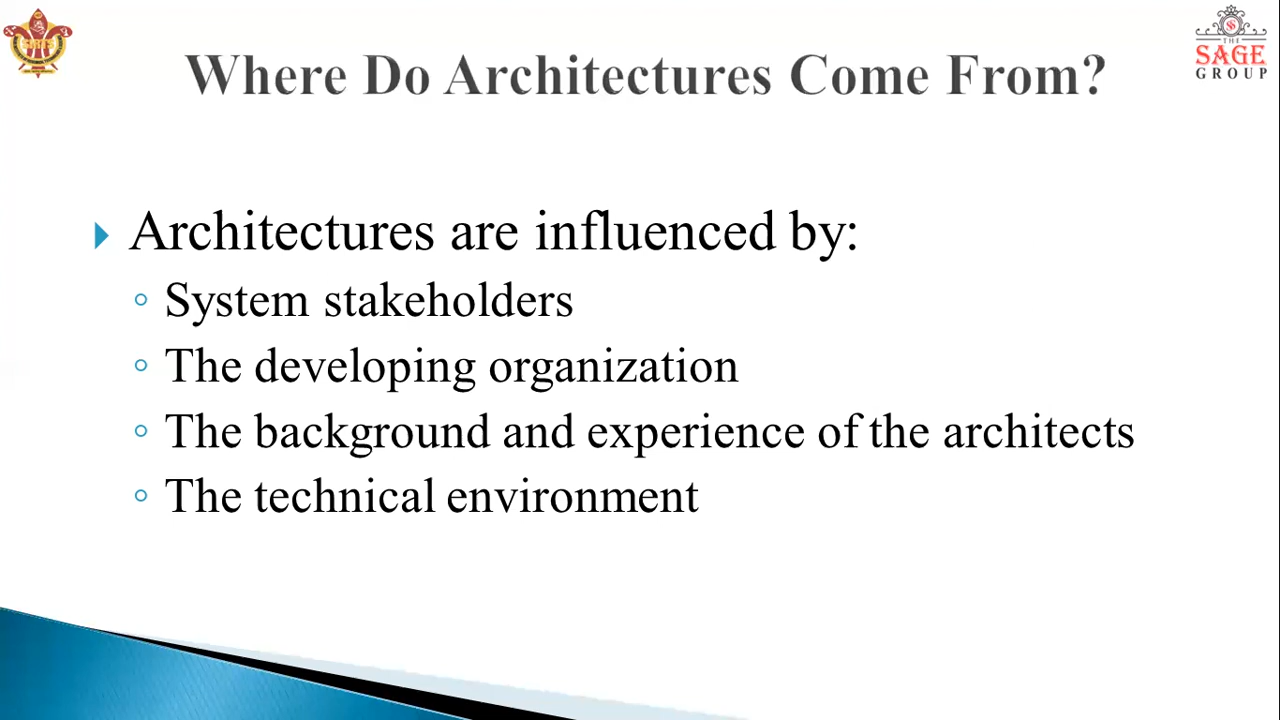 Where Do Architectures Come From?
THE
SAGE
GROUP
Architectures are influenced by:
System stakeholders
The developing organization
The background and experience of the architects
The technical environment